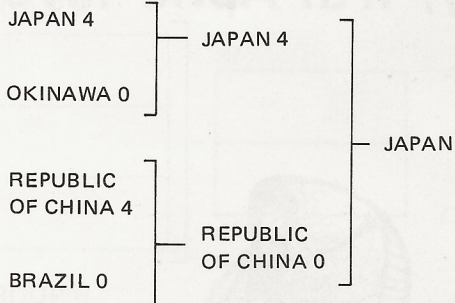 JAPAN 4
OKINAWA 0
REPUBLIC
OF CHINA 4
BRAZIL 0
JAPAN 4
REPUBLIC
OF CHINA 0
JAPAN